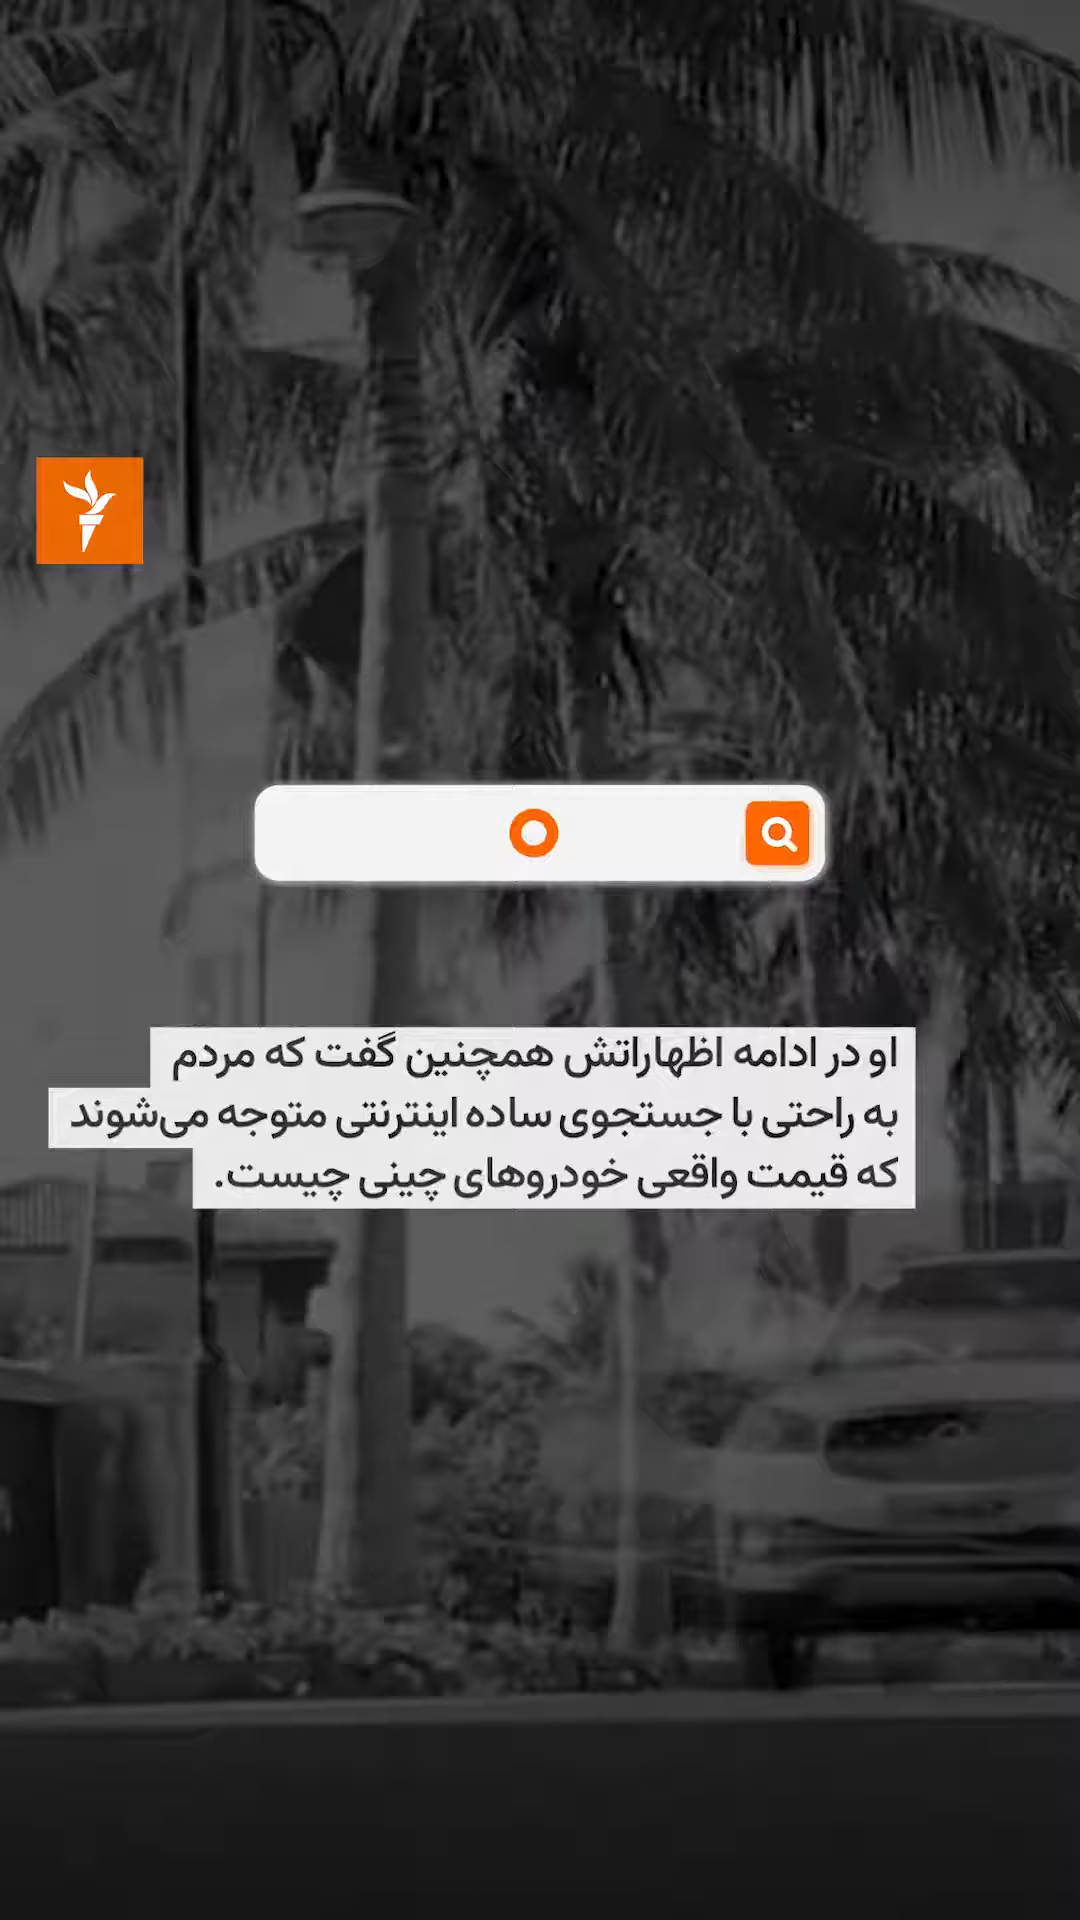 او در ادامه اظهاراتش همچنین گفت که مردم
به راحتی با جستجوی ساده اینترنتی متوجه می‌شوند
که قیمت واقعی خودروهای چینی چیست.